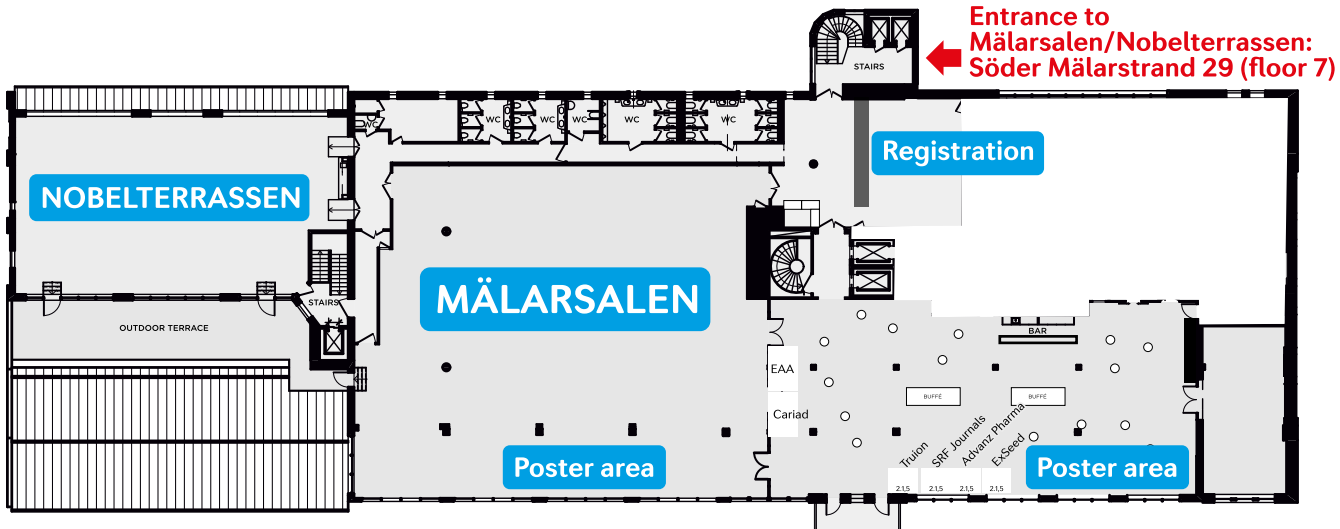 Entrance to
Mälarsalen/Nobelterrassen:
Söder Mälarstrand 29 (floor 7)
STAIRS
WC
WC
WC
WC
WC
WC
Registration
NOBELTERRASSEN
MÄLARSALEN
STAIRS
OUTDOOR TERRACE
BAR
EAA
BUFFÉ
BUFFÉ
Cariad
Truion
SRF Journals
Advanz Pharma
ExSeed
Poster area
Poster area
2.1,5
2.1,5
2.1,5
2.1,5